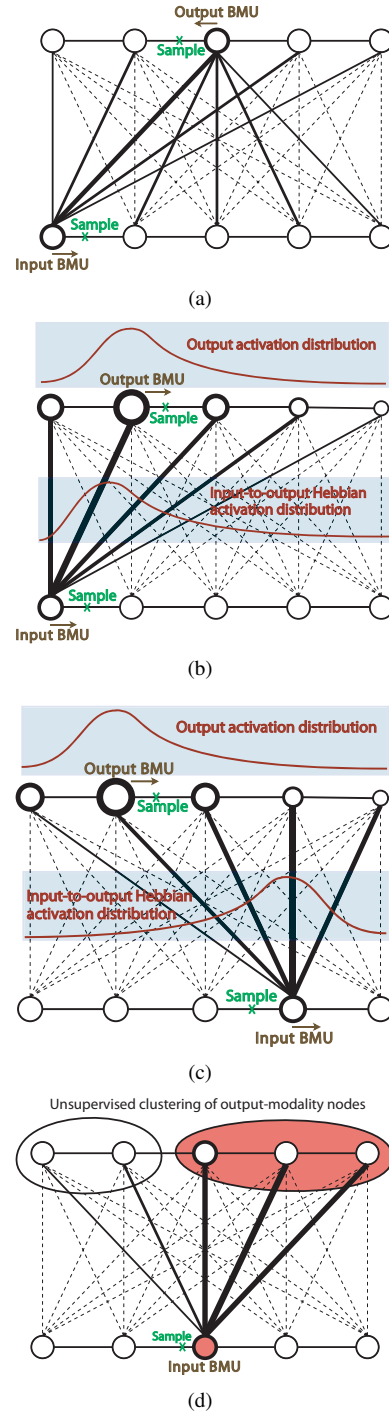 Output BMU
Sample
Sample
Input BMU
(a)
Output activation distribution
Output BMU
Sample
Input-to-output Hebbian
activation distribution
Sample
Input BMU
(b)
Output activation distribution
Output BMU
Sample
Input-to-output Hebbian
activation distribution
Sample
Input BMU
(c)
Unsupervised clustering of output-modality nodes
Sample
Input BMU
(d)